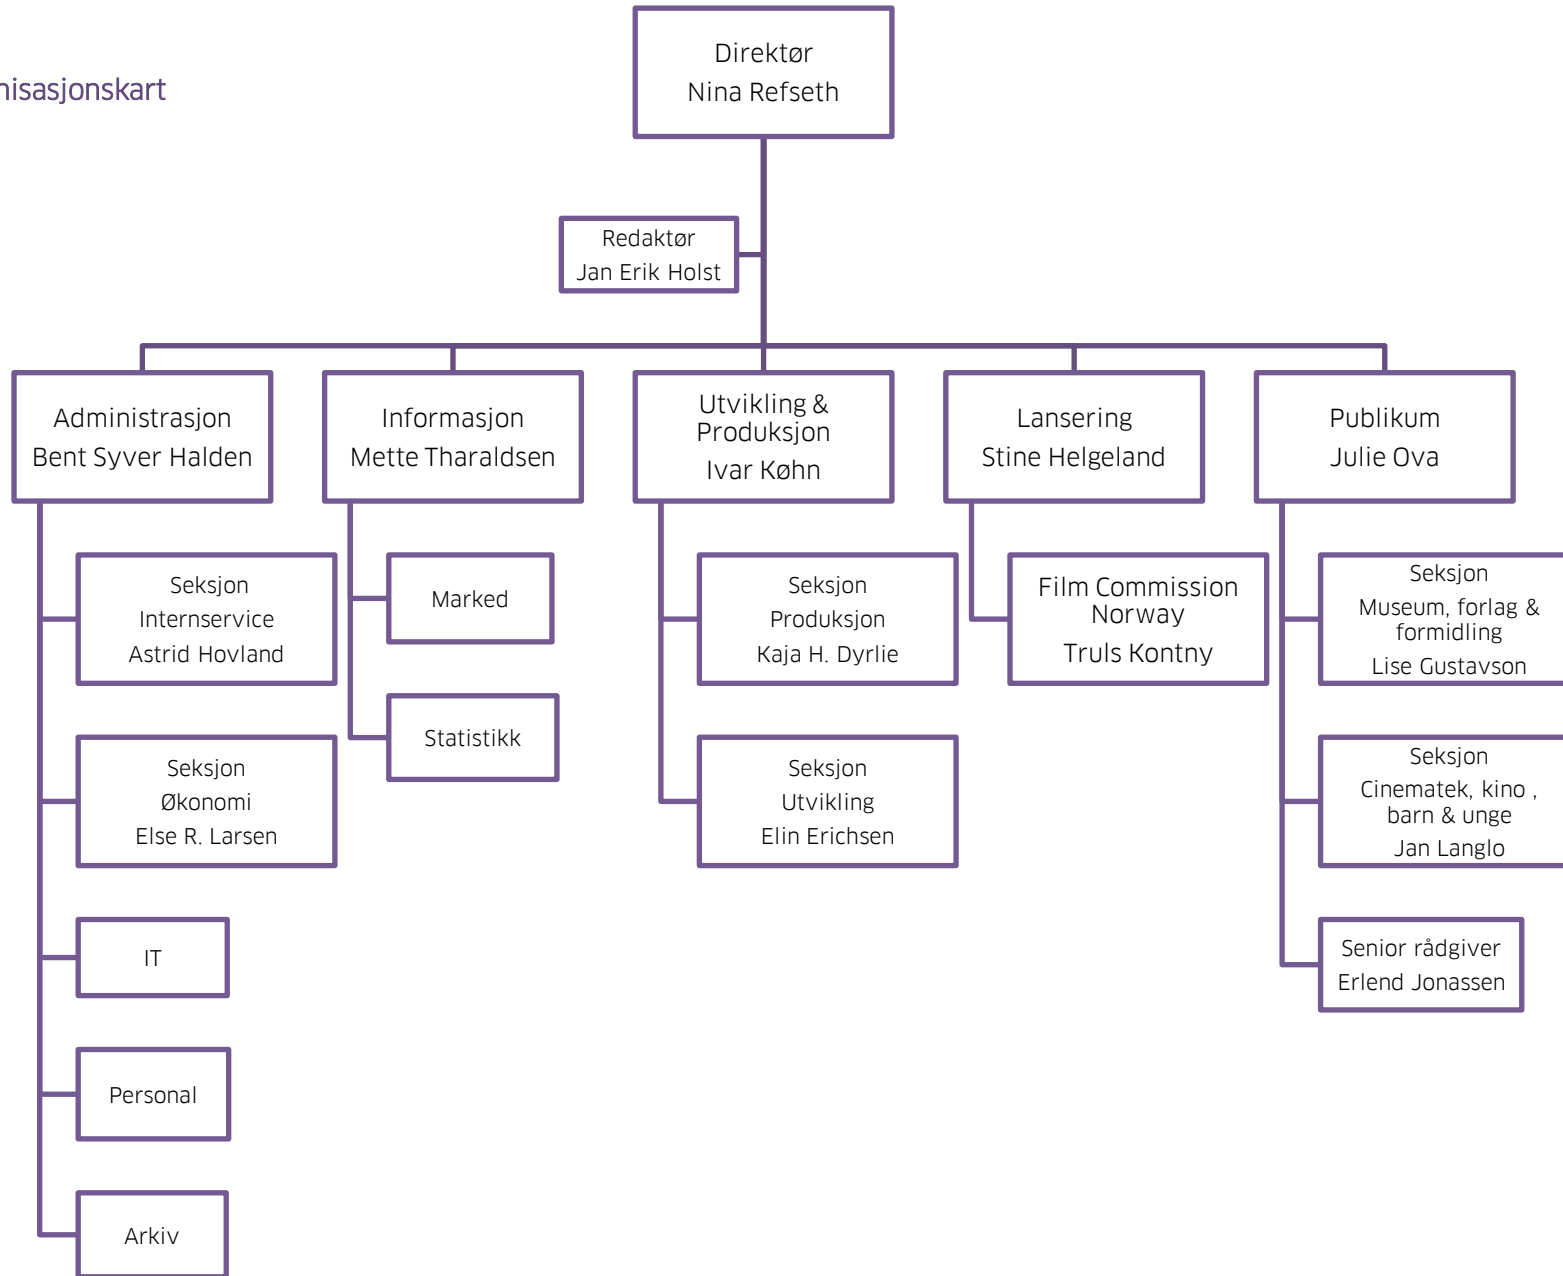 nisasjonskart
Direktør
Nina Refseth
Redaktør
Jan Erik Holst
Administrasjon
Bent Syver Halden
Informasjon
Mette Tharaldsen
Utvikling &
Produksjon
Ivar Køhn
Lansering
Stine Helgeland
Publikum
Julie Ova
Seksjon
Internservice
Astrid Hovland
Seksjon
Økonomi
Else R. Larsen
IT
Personal
Arkiv
Marked
Statistikk
Seksjon
Produksjon
Kaja H. Dyrlie
Seksjon
Utvikling
Elin Erichsen
Film Commission
Norway
Truls Kontny
Seksjon
Museum, forlag &
formidling
Lise Gustavson
Seksjon
Cinematek, kino ,
barn & unge
Jan Langlo
Senior rådgiver
Erlend Jonassen